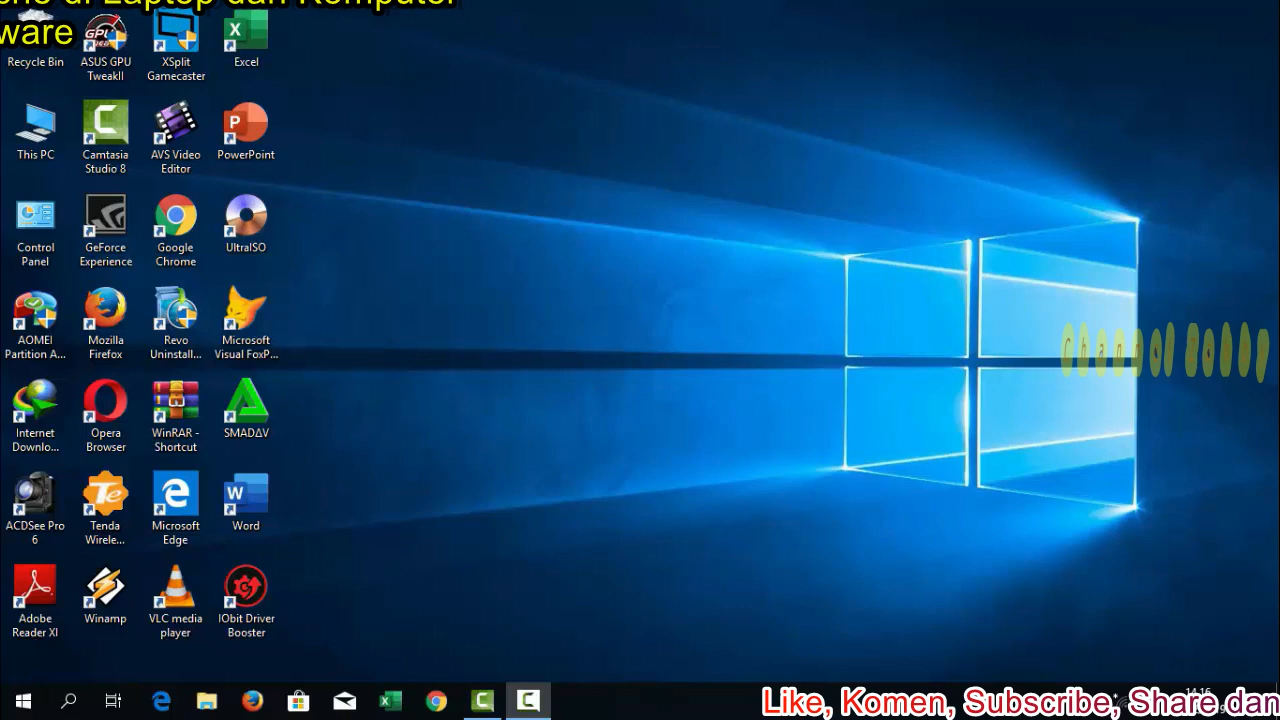 ware
Recycle Bin
ASUS GPU
TweakII
XSplit
Gamecaster
Excel
This PC
Camtasia
Studio 8
AVS Video
Editor
PowerPoint
Control
Panel
GeForce
Experience
Google
Chrome
UltraISO
AOMEI
Partition A...
Mozilla
Firefox
Revo
Uninstall...
Microsoft
Visual FoxP...
Internet
Downlo...
Opera
Browser
WinRAR -
Shortcut
SMADΔV
ACDSee Pro
6
Tenda
Wirele...
Microsoft
Edge
Word
Adobe
Reader XI
Winamp
VLC media
player
IObit Driver
Booster
Like, Komen, Subscribe, Share dan